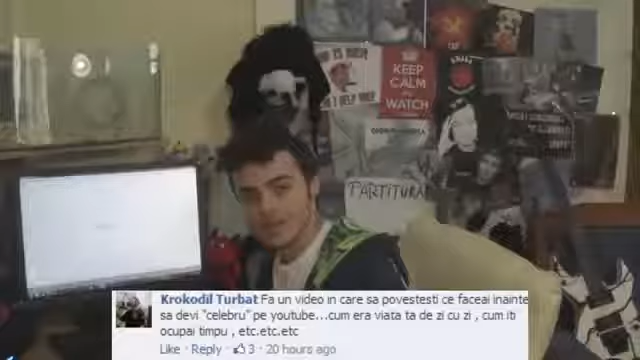 KEEP
CALM
WATCH
PARTITURA
Krokodil Turbat Fa un video in care sa povestesti ce faceai inainte
sa devi "celebru" pe youtube...cum era viata ta de zi cu zi , cum iti
ocupai timpu , etc.etc.etc
Like · Reply · 3 · 20 hours ago